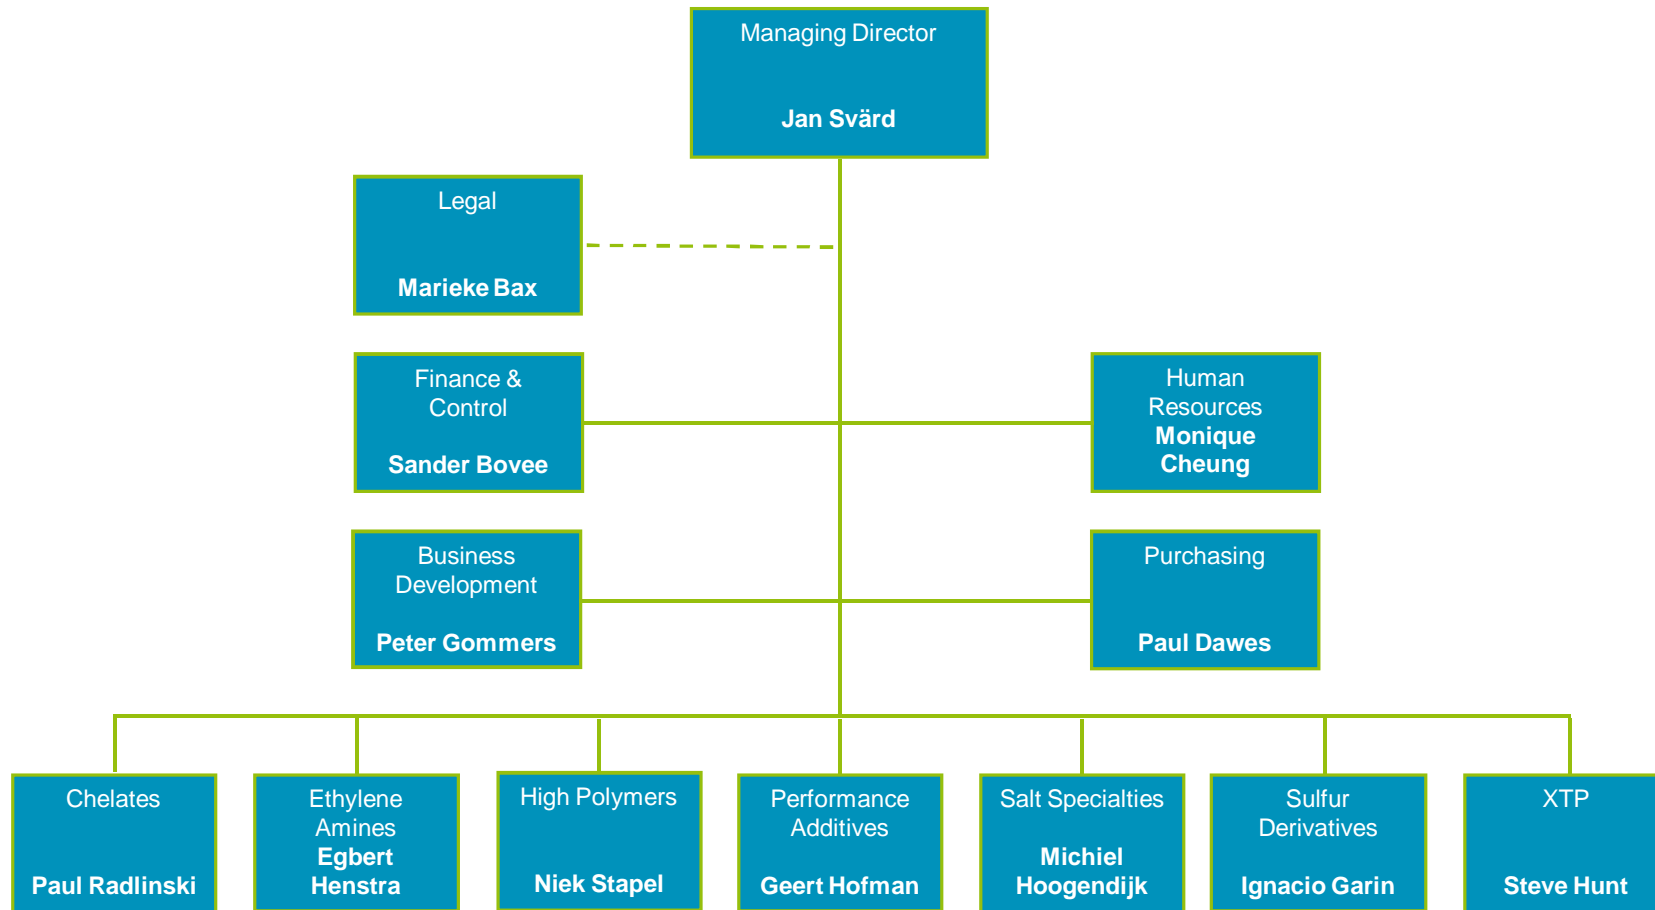 Managing Director
Jan Svärd
Legal
Marieke Bax
Finance &
Control
Sander Bovee
Human
Resources
Monique
Cheung
Business
Development
Peter Gommers
Purchasing
Paul Dawes
Chelates
Paul Radlinski
Ethylene
Amines
Egbert
Henstra
High Polymers
Niek Stapel
Performance
Additives
Geert Hofman
Salt Specialties
Michiel
Hoogendijk
Sulfur
Derivatives
Ignacio Garin
XTP
Steve Hunt